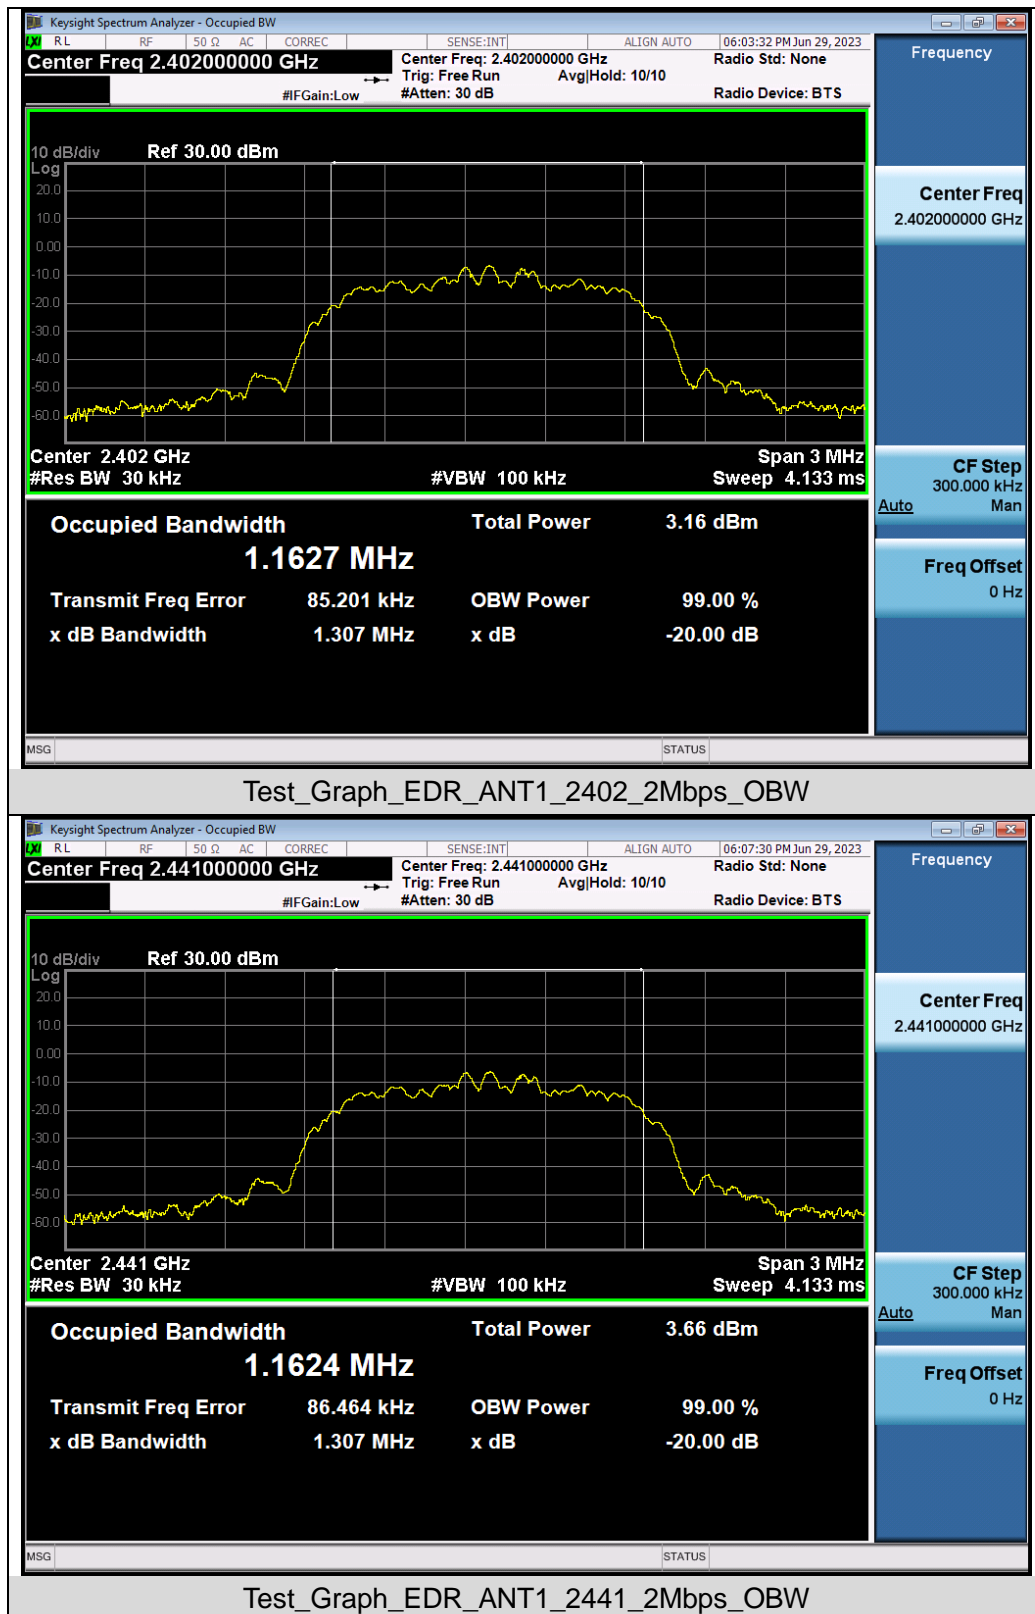 Keysight Spectrum Analyzer - Occupied BW
LXI RL RF 50 Ω AC CORREC SENSE:INT ALIGN AUTO 06:03:32 PM Jun 29, 2023
Center Freq 2.402000000 GHz
Center Freq: 2.402000000 GHz
Radio Std: None
Trig: Free Run Avg|Hold: 10/10
#IFGain:Low
#Atten: 30 dB
Radio Device: BTS
Frequency
10 dB/div Ref 30.00 dBm
Log
20.0
10.0
0.00
-10.0
-20.0
-30.0
-40.0
-50.0
-60.0
Center Freq
2.402000000 GHz
Center 2.402 GHz Span 3 MHz
#Res BW 30 kHz #VBW 100 kHz Sweep 4.133 ms
CF Step
300.000 kHz
Auto Man
Occupied Bandwidth Total Power 3.16 dBm
1.1627 MHz
Freq Offset
0 Hz
Transmit Freq Error 85.201 kHz OBW Power 99.00 %
x dB Bandwidth 1.307 MHz x dB -20.00 dB
MSG STATUS
Test_Graph_EDR_ANT1_2402_2Mbps_OBW
Keysight Spectrum Analyzer - Occupied BW
LXI RL RF 50 Ω AC CORREC SENSE:INT ALIGN AUTO 06:07:30 PM Jun 29, 2023
Center Freq 2.441000000 GHz
Center Freq: 2.441000000 GHz
Radio Std: None
Trig: Free Run Avg|Hold: 10/10
#IFGain:Low
#Atten: 30 dB
Radio Device: BTS
Frequency
10 dB/div Ref 30.00 dBm
Log
20.0
10.0
0.00
-10.0
-20.0
-30.0
-40.0
-50.0
-60.0
Center Freq
2.441000000 GHz
Center 2.441 GHz Span 3 MHz
#Res BW 30 kHz #VBW 100 kHz Sweep 4.133 ms
CF Step
300.000 kHz
Auto Man
Occupied Bandwidth Total Power 3.66 dBm
1.1624 MHz
Freq Offset
0 Hz
Transmit Freq Error 86.464 kHz OBW Power 99.00 %
x dB Bandwidth 1.307 MHz x dB -20.00 dB
MSG STATUS
Test_Graph_EDR_ANT1_2441_2Mbps_OBW